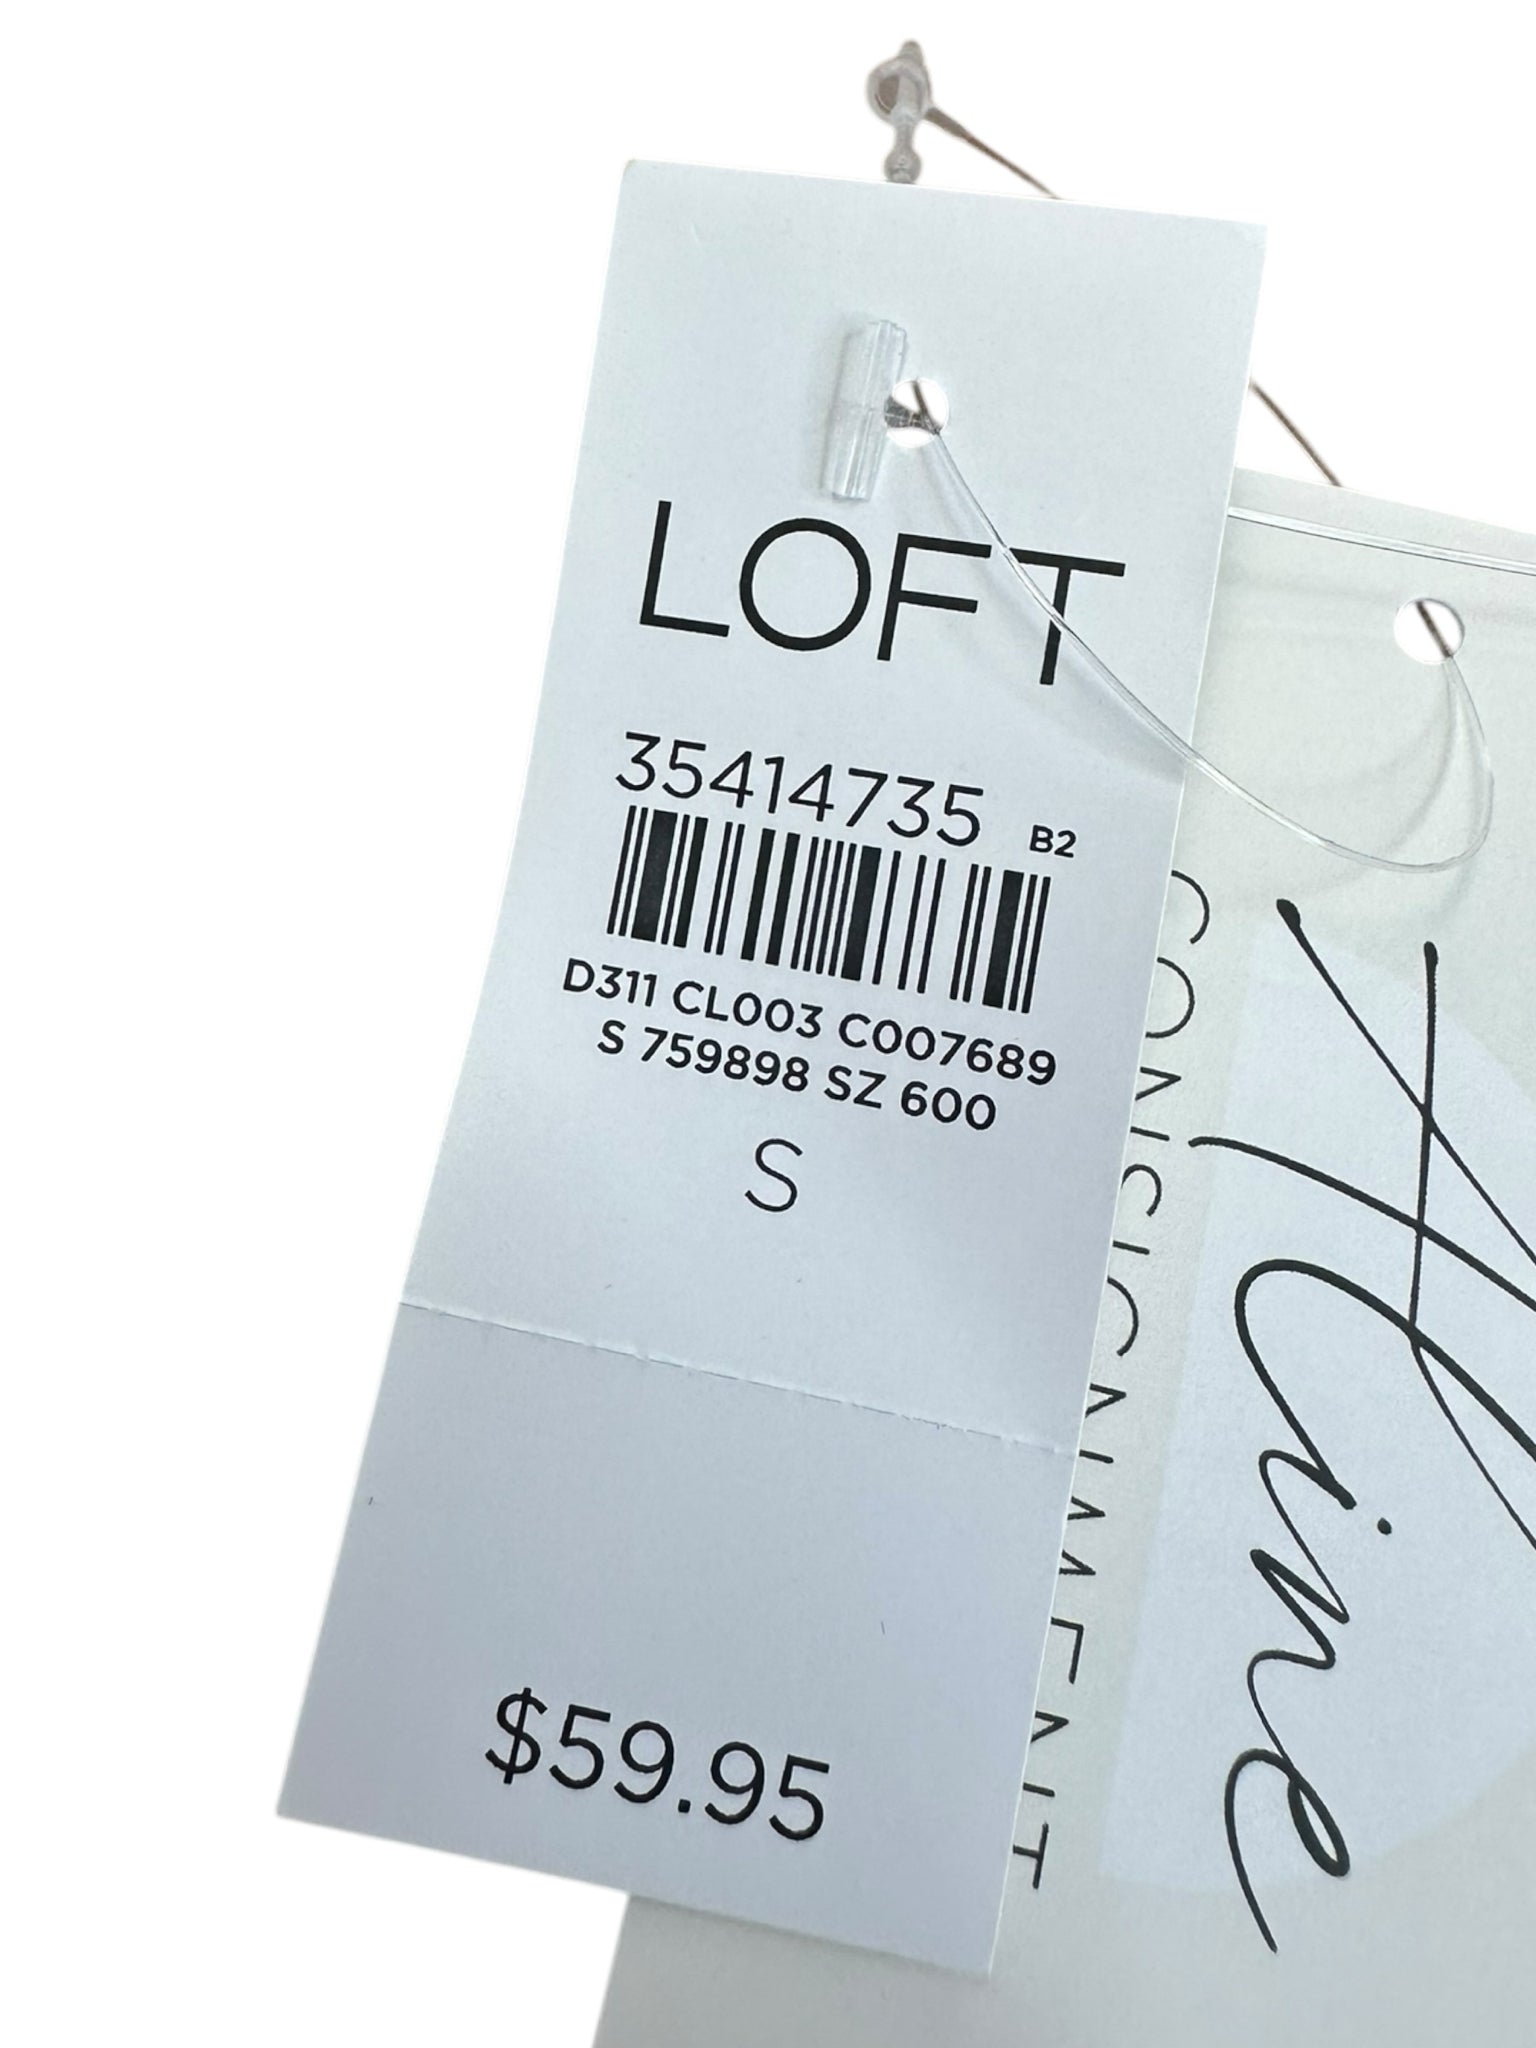 LOFT
35414735 B2
D311 CL003 C007689
S 759898 SZ 600
S
$59.95
CONSIGNMENT